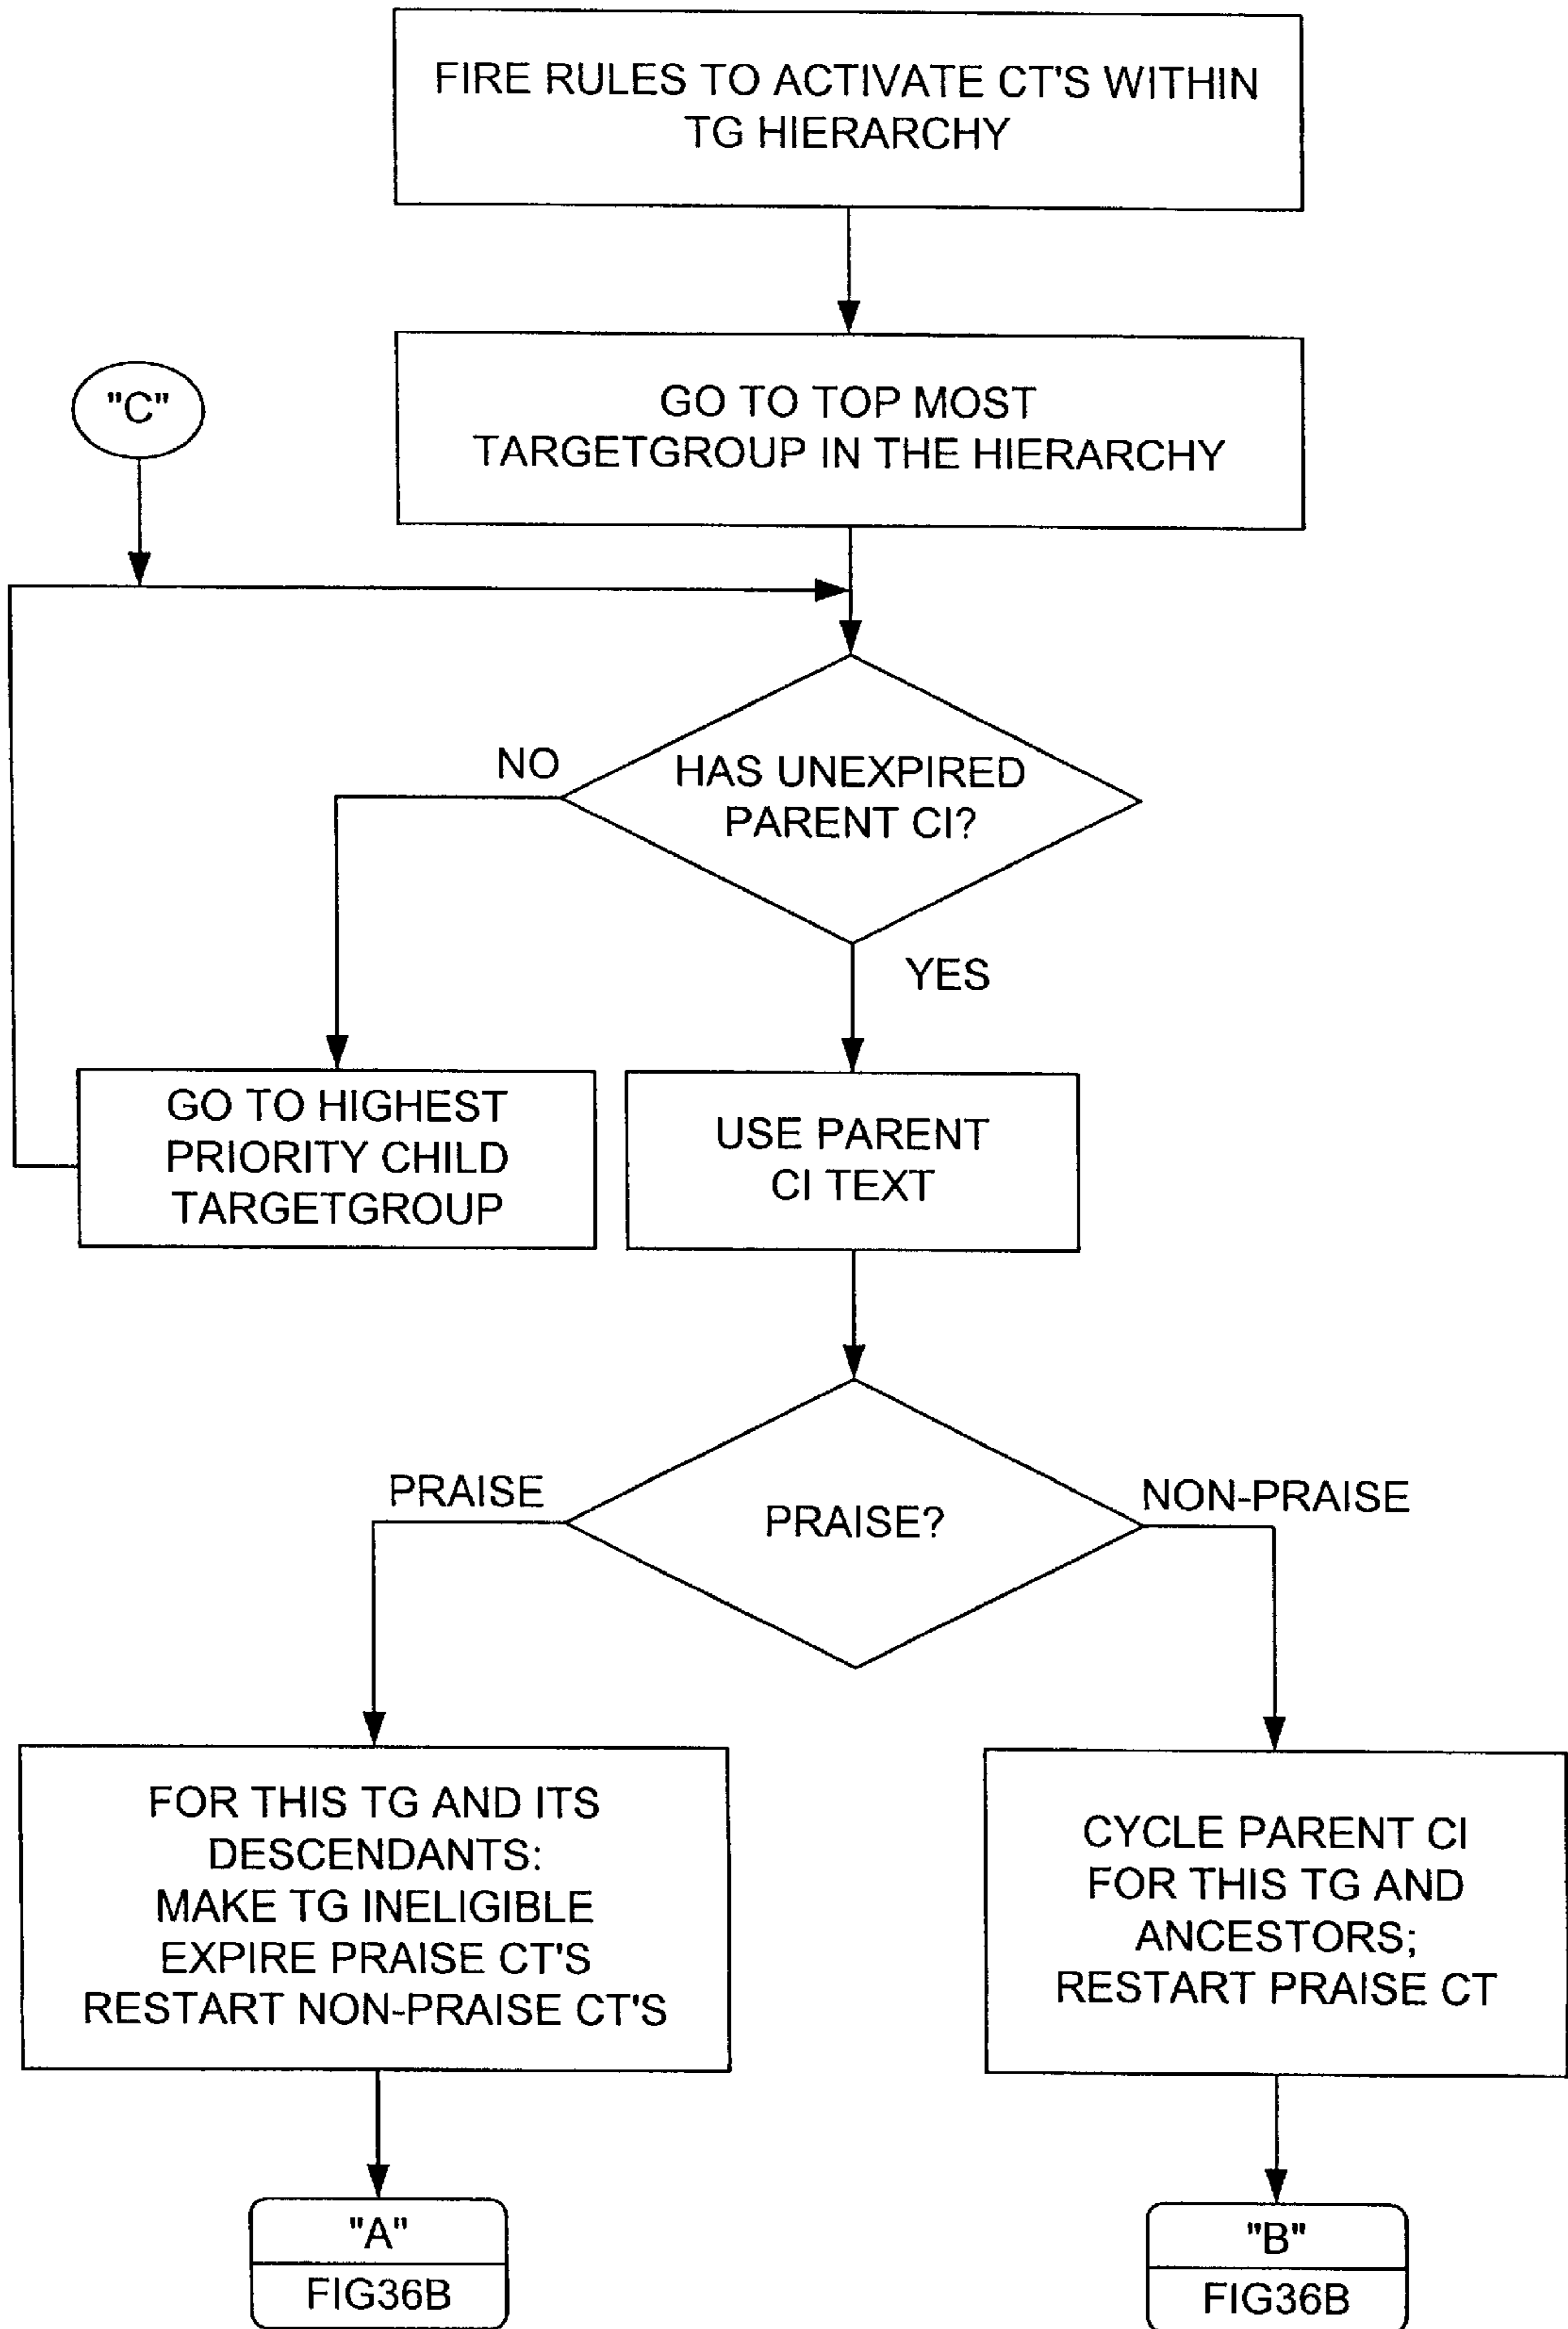 FIRE RULES TO ACTIVATE CT'S WITHIN
TG HIERARCHY
"C"
GO TO TOP MOST
TARGETGROUP IN THE HIERARCHY
NO
HAS UNEXPIRED
PARENT CI?
YES
GO TO HIGHEST
PRIORITY CHILD
TARGETGROUP
USE PARENT
CI TEXT
PRAISE
PRAISE?
NON-PRAISE
FOR THIS TG AND ITS
DESCENDANTS:
MAKE TG INELIGIBLE
EXPIRE PRAISE CT'S
RESTART NON-PRAISE CT'S
CYCLE PARENT CI
FOR THIS TG AND
ANCESTORS;
RESTART PRAISE CT
"A"
FIG36B
"B"
FIG36B